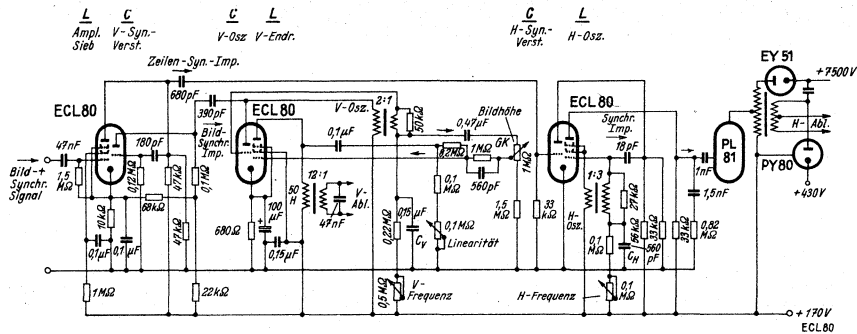 L
Ampl.
Sieb
C
V-Syn.-
Verst.
C
V-Osz
L
V-Endr.
C
H-Syn.-
Verst.
L
H-Osz.
Zeilen-Syn.-Imp.
680pF
390pF
ECL80
ECL80
ECL80
EY51
+7500V
V-Osz.
2:1
50kΩ
0,47µF
Bildhöhe
GK
1MΩ
Synchr.
Imp.
18pF
PL
81
H-
Abl.
PY80
+430V
47nF
Bild-+
Synchr.
Signal
1,5
MΩ
180pF
Bild-
Synchr.
Imp.
0,12MΩ
47kΩ
0,1MΩ
68kΩ
10kΩ
0,1µF
0,1
µF
47kΩ
1MΩ
22kΩ
0,1µF
50
H
12:1
V-
Abl.
47nF
680Ω
100
µF
0,15µF
0,2MΩ
1MΩ
560pF
0,1
MΩ
0,15µF
C_V
0,22MΩ
0,1MΩ
Linearität
0,5MΩ
V-
Frequenz
1,5
MΩ
33
kΩ
H-
Osz.
1:3
27kΩ
0,1
MΩ
C_H
56kΩ
560
pF
33kΩ
33kΩ
1nF
1,5nF
0,82
MΩ
H-Frequenz
0,1
MΩ
+170V
ECL80